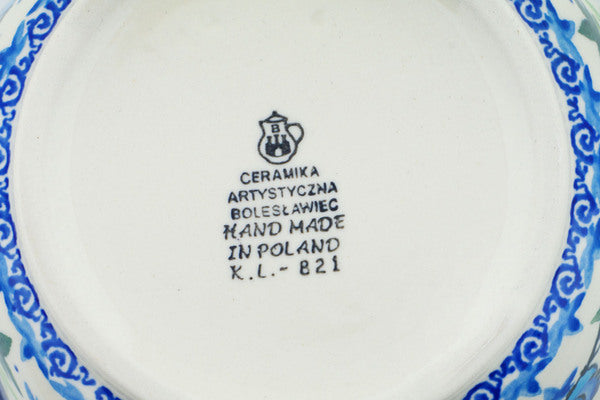 B
CERAMIKA
ARTYSTYCZNA
BOLESŁAWIEC
HAND MADE
IN POLAND
K.L.- 821